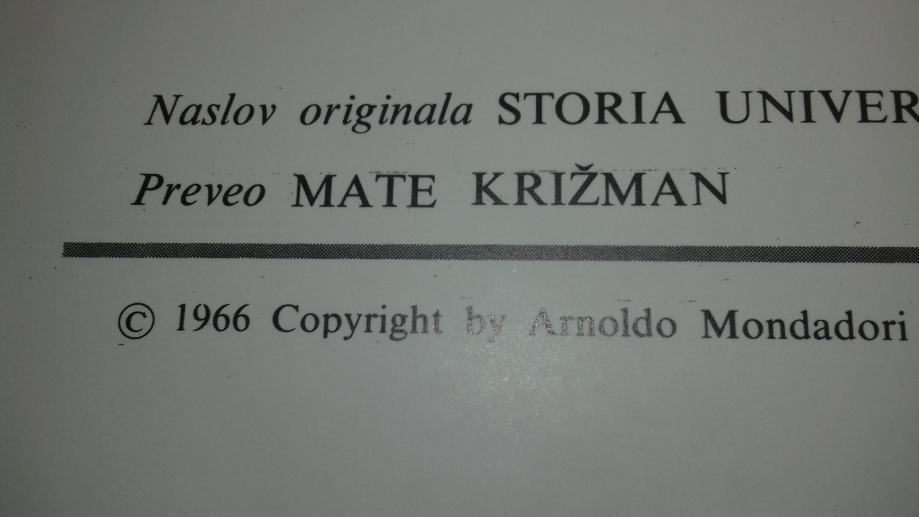 Naslov originala STORIA UNIVER
Preveo MATE KRIŽMAN
© 1966 Copyright by Arnoldo Mondadori